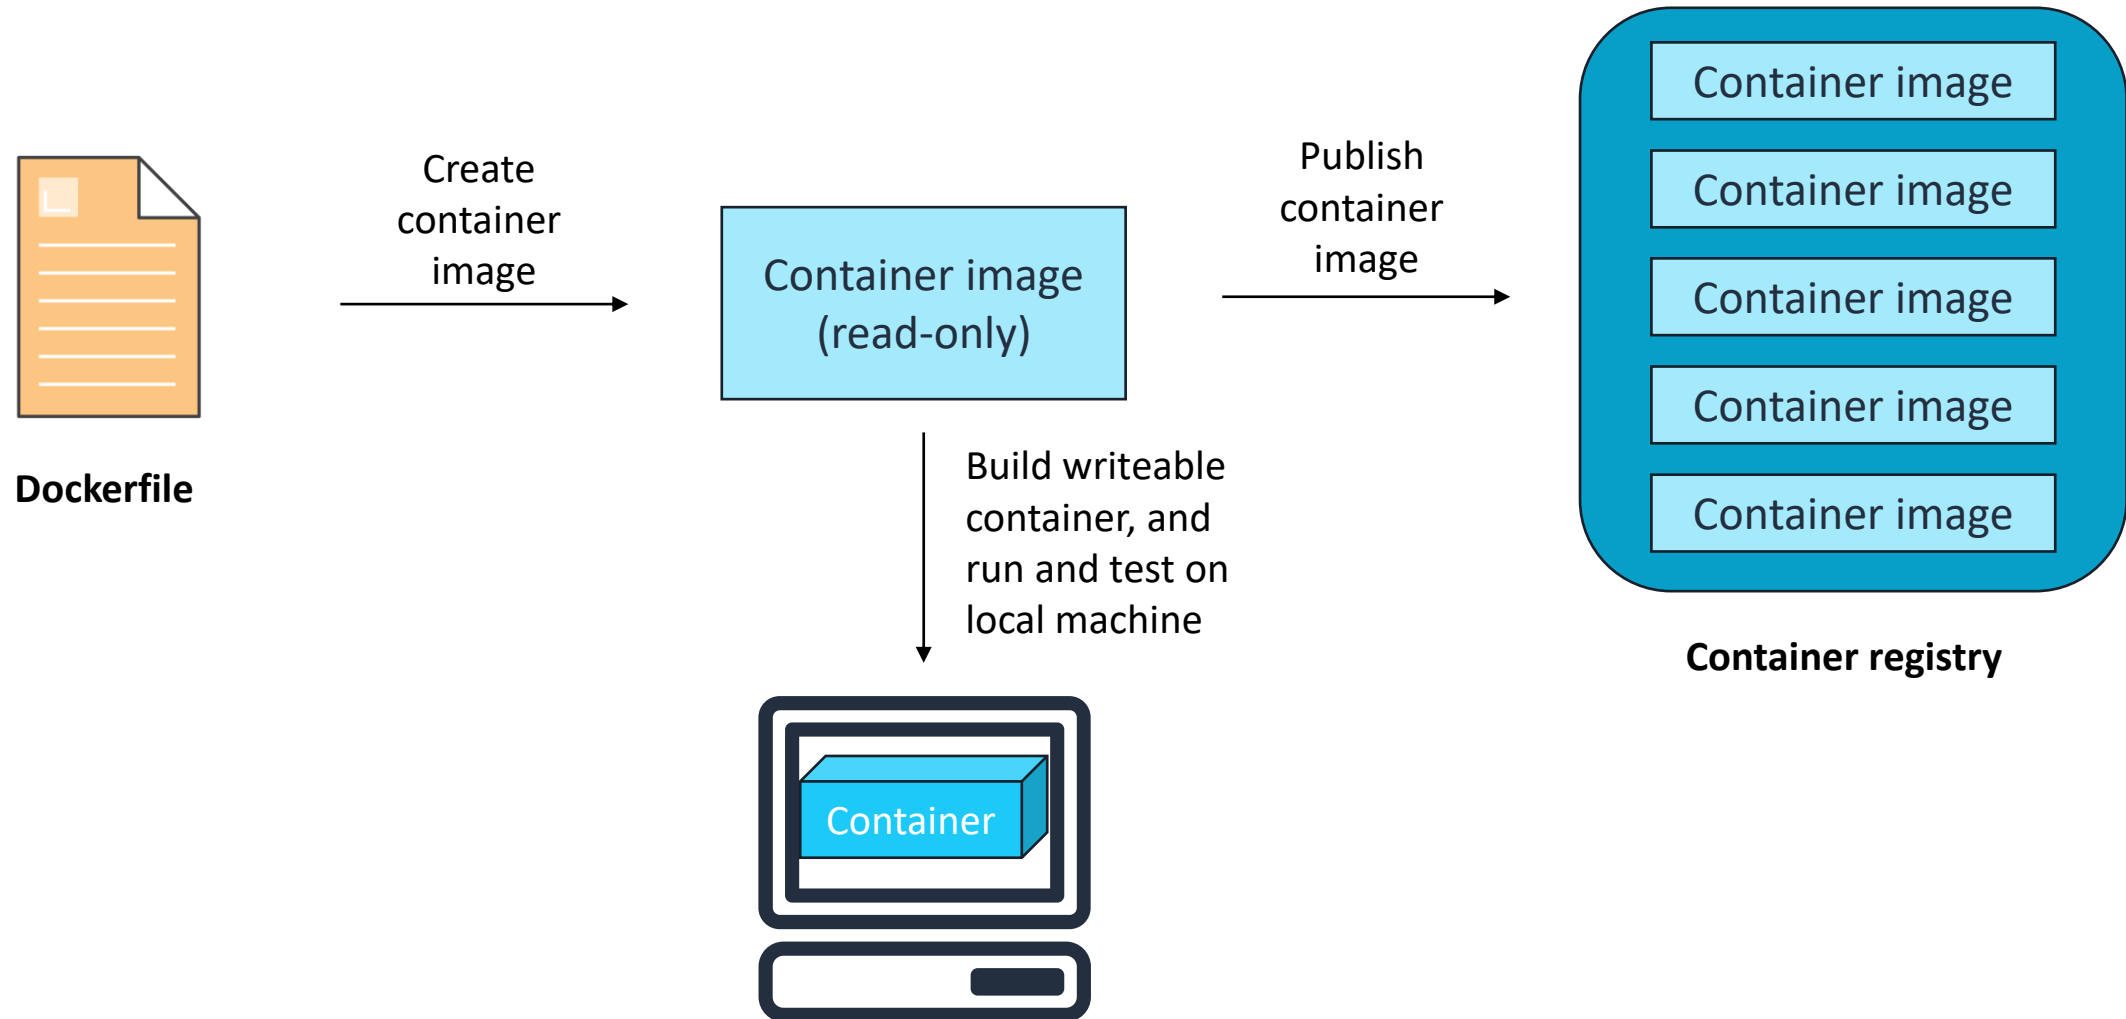 Dockerfile
Create
container
image
Container image
(read-only)
Build writeable
container, and
run and test on
local machine
Container
Publish
container
image
Container image
Container image
Container image
Container image
Container image
Container registry